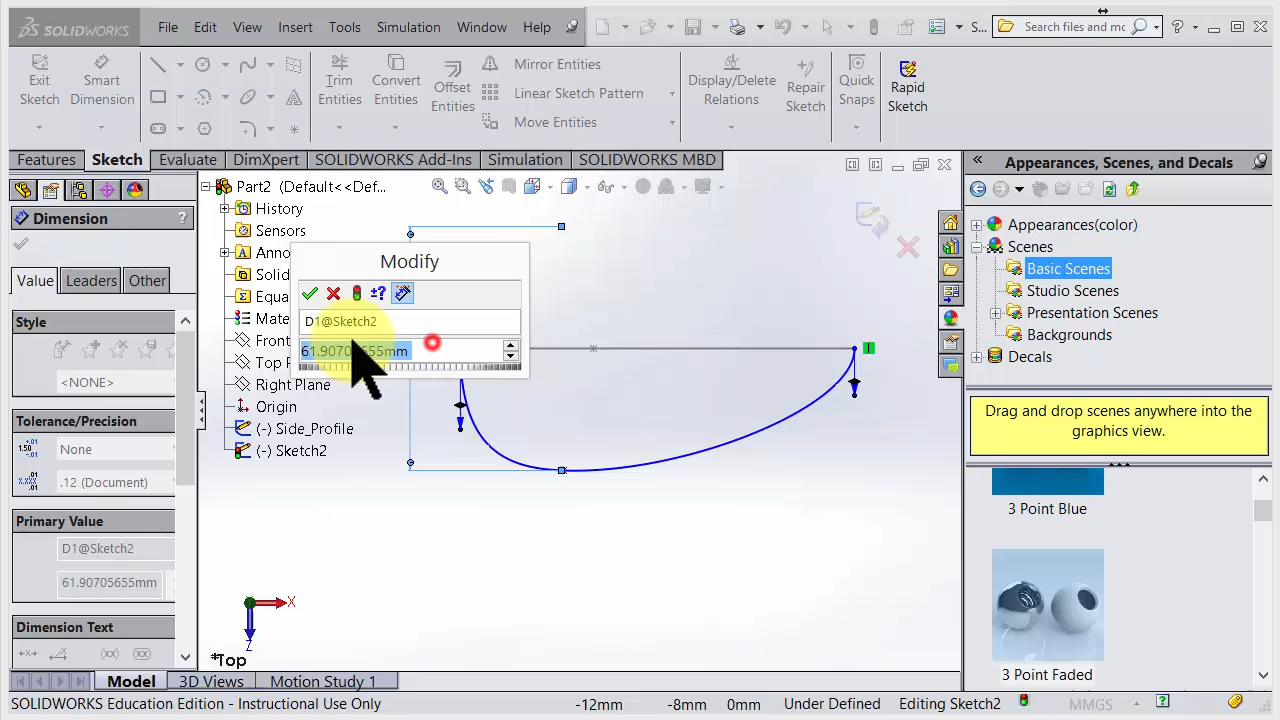 SOLIDWORKS File Edit View Insert Tools Simulation Window Help S... Search files and mc ?
Exit Sketch
Smart Dimension
Trim Entities
Convert Entities
Offset Entities
Mirror Entities
Linear Sketch Pattern
Move Entities
Display/Delete Relations
Repair Sketch
Quick Snaps
Rapid Sketch
Features Sketch Evaluate DimXpert SOLIDWORKS Add-Ins Simulation SOLIDWORKS MBD
Appearances, Scenes, and Decals
Dimension ?
Value Leaders Other
Style
<NONE>
Tolerance/Precision
None
.12 (Document)
Primary Value
D1@Sketch2
61.90705655mm
Dimension Text
Part2 (Default<<Def...
History
Sensors
Anno
Solid
Equa
Mate
Front
Top P
Right Plane
Origin
(-) Side_Profile
(-) Sketch2
Modify
D1@Sketch2
X
Z
*Top
Appearances(color)
Scenes
Basic Scenes
Studio Scenes
Presentation Scenes
Backgrounds
Decals
Drag and drop scenes anywhere into the
graphics view.
3 Point Blue
3 Point Faded
Model 3D Views Motion Study 1
SOLIDWORKS Education Edition - Instructional Use Only -12mm -8mm 0mm Under Defined Editing Sketch2 MMGS